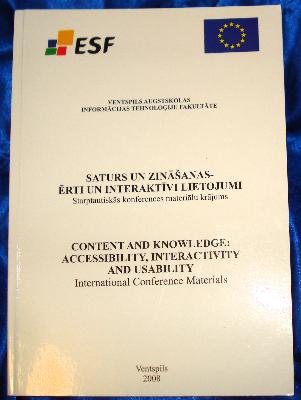 ESF
VENTSPILS AUGSTSKOLAS
INFORMĀCIJAS TEHNOLOĢIJU FAKULTĀTE
SATURS UN ZINĀŠANAS-
ĒRTI UN INTERAKTĪVI LIETOJUMI
Starptautiskās konferences materiālu krājums
CONTENT AND KNOWLEDGE:
ACCESSIBILITY, INTERACTIVITY
AND USABILITY
International Conference Materials
Ventspils
2008